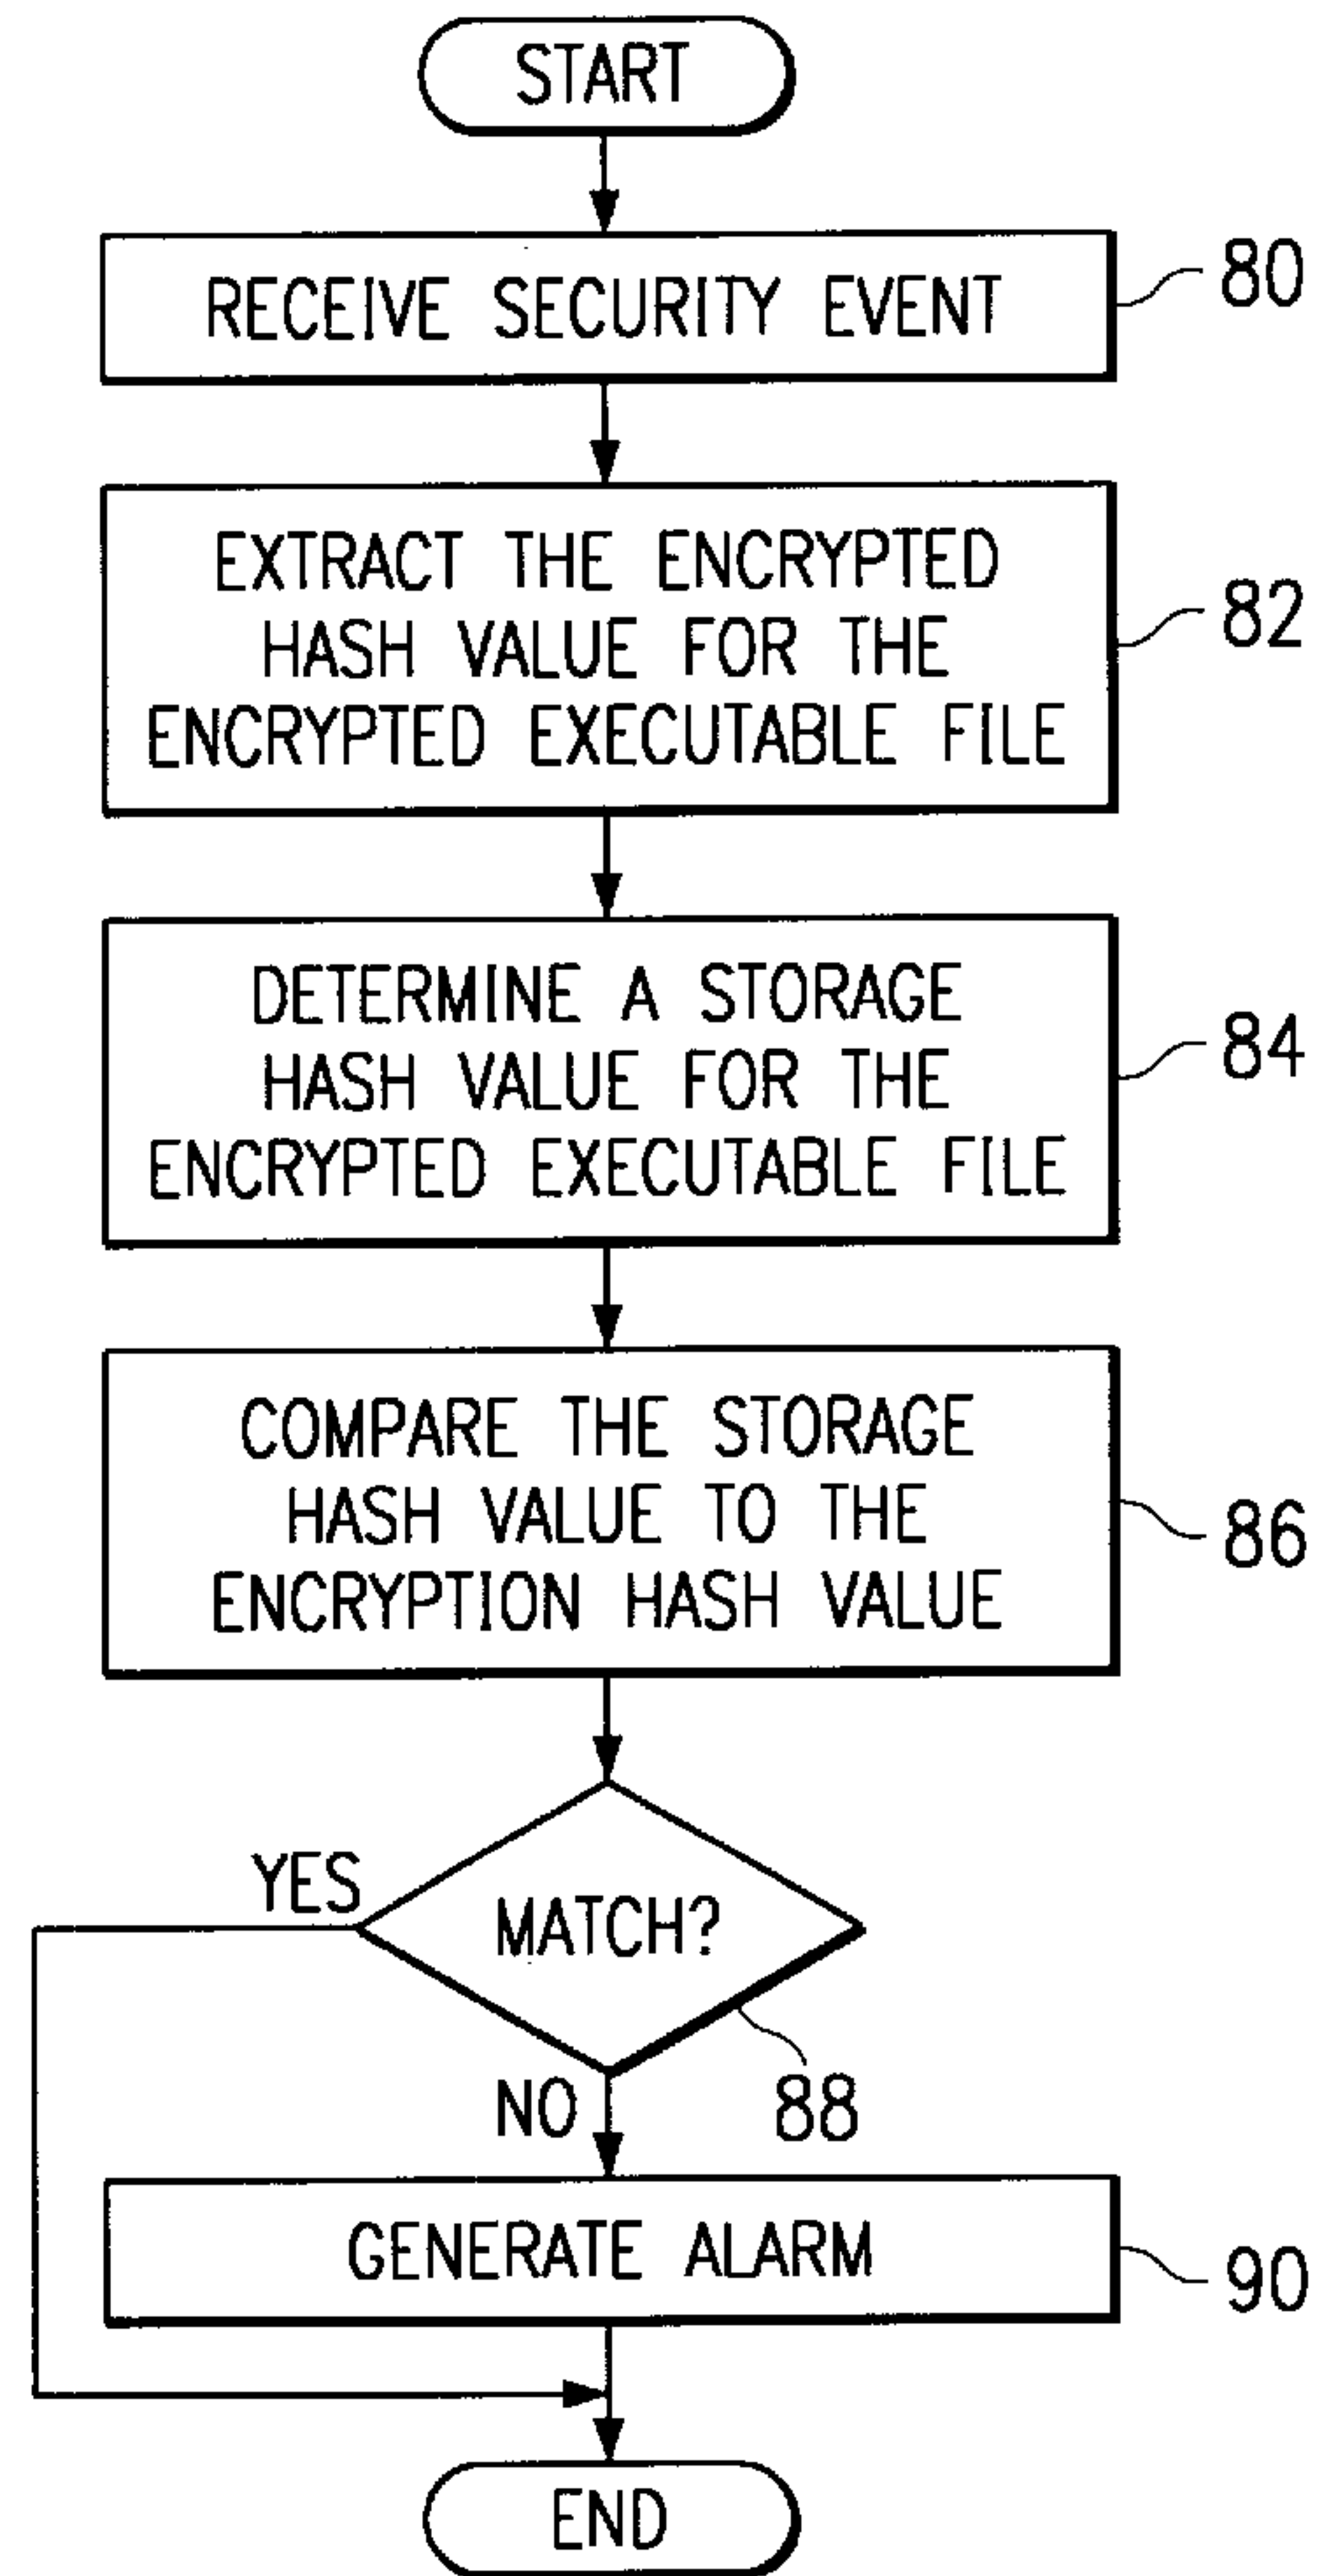 START
RECEIVE SECURITY EVENT
80
EXTRACT THE ENCRYPTED
HASH VALUE FOR THE
ENCRYPTED EXECUTABLE FILE
82
DETERMINE A STORAGE
HASH VALUE FOR THE
ENCRYPTED EXECUTABLE FILE
84
COMPARE THE STORAGE
HASH VALUE TO THE
ENCRYPTION HASH VALUE
86
YES
MATCH?
NO
88
GENERATE ALARM
90
END